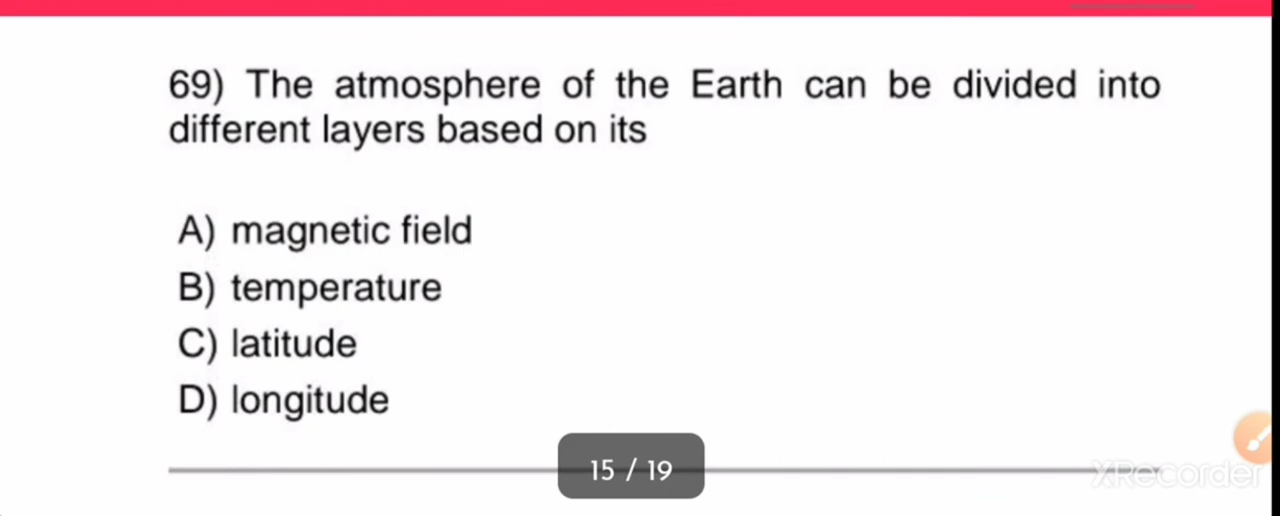 69) The atmosphere of the Earth can be divided into
different layers based on its
A) magnetic field
B) temperature
C) latitude
D) longitude
15 / 19
XRecorder